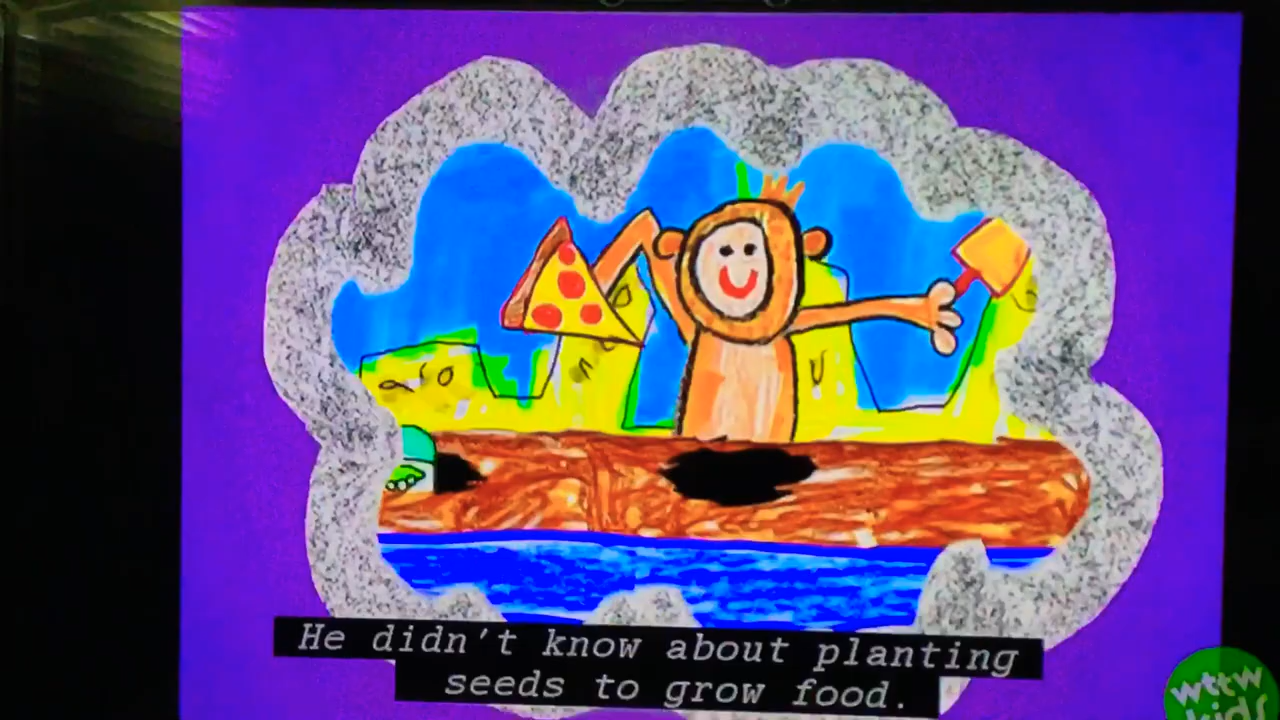 He didn't know about planting
seeds to grow food.
wttw
kids